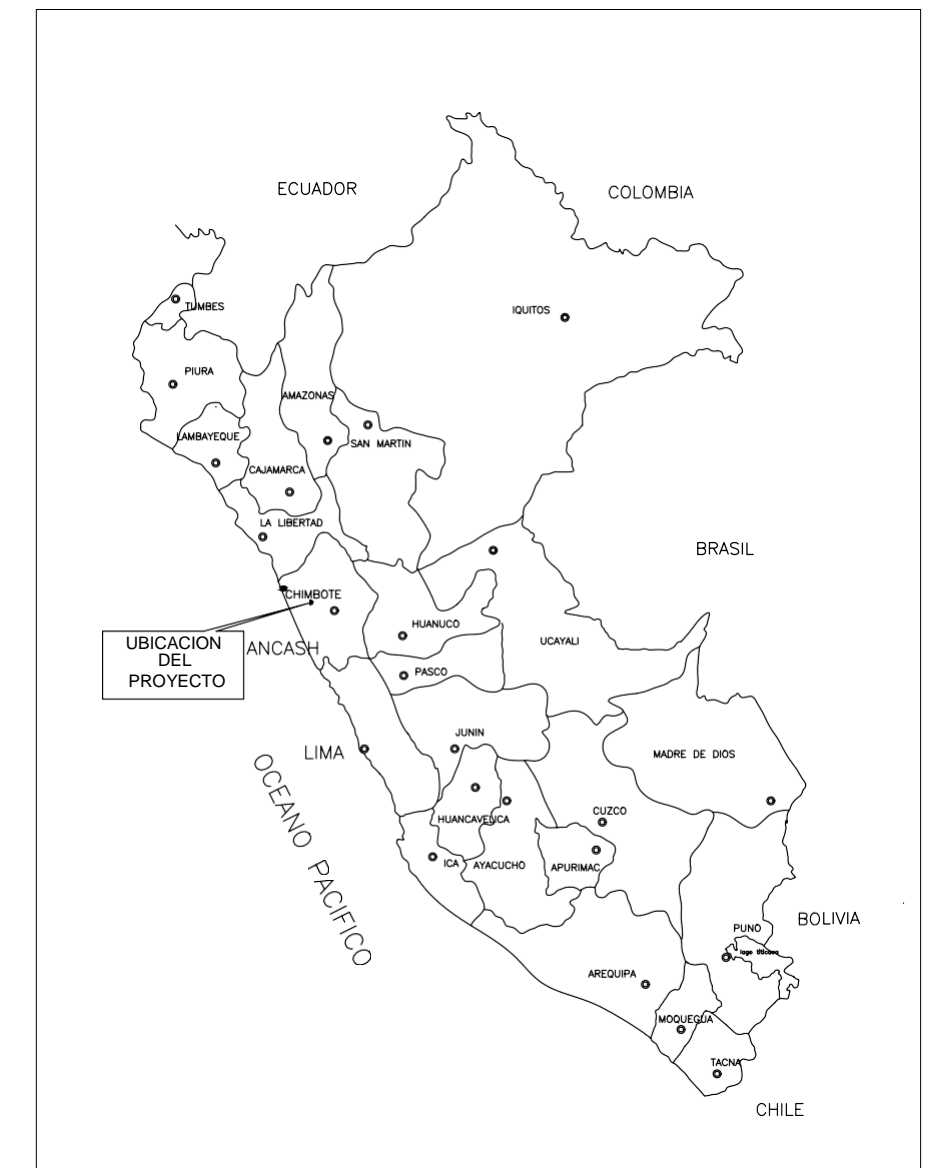 ECUADOR
COLOMBIA
TUMBES
IQUITOS
PIURA
AMAZONAS
LAMBAYEQUE
SAN MARTIN
CAJAMARCA
LA LIBERTAD
BRASIL
CHIMBOTE
HUANUCO
UCAYALI
UBICACION
DEL
PROYECTO
ANCASH
PASCO
JUNIN
LIMA
MADRE DE DIOS
OCEANO PACIFICO
HUANCAVELICA
CUZCO
ICA
AYACUCHO
APURIMAC
BOLIVIA
PUNO
lago titicaca
AREQUIPA
MOQUEGUA
TACNA
CHILE